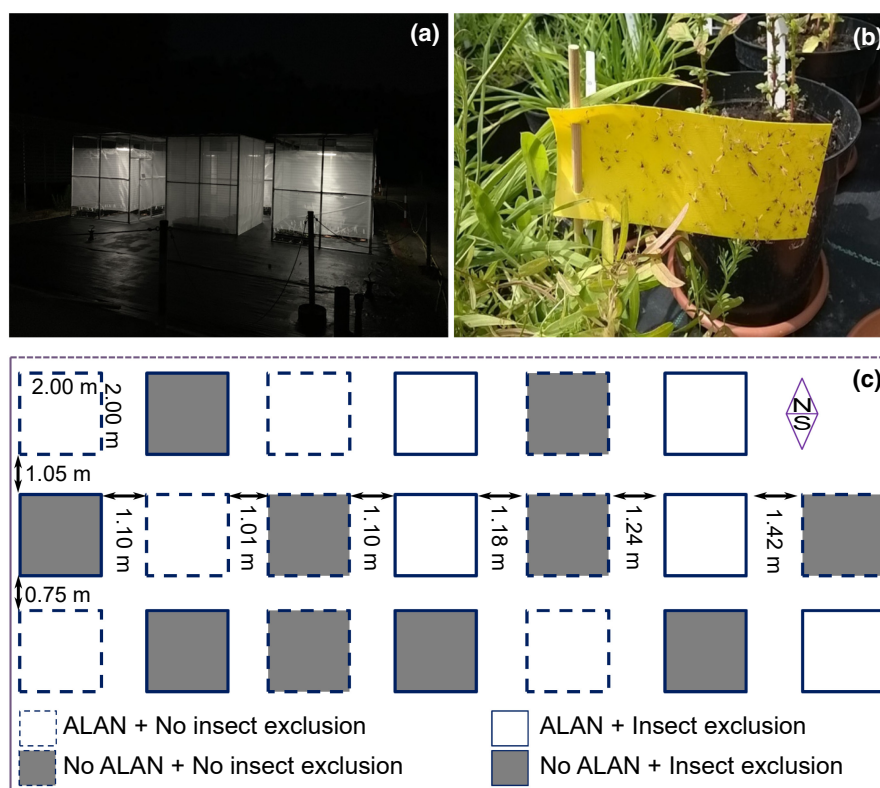 (a)
(b)
(c)
2.00 m
2.00 m
N
S
1.05 m
1.10 m
1.01 m
1.10 m
1.18 m
1.24 m
1.42 m
0.75 m
ALAN + No insect exclusion
ALAN + Insect exclusion
No ALAN + No insect exclusion
No ALAN + Insect exclusion